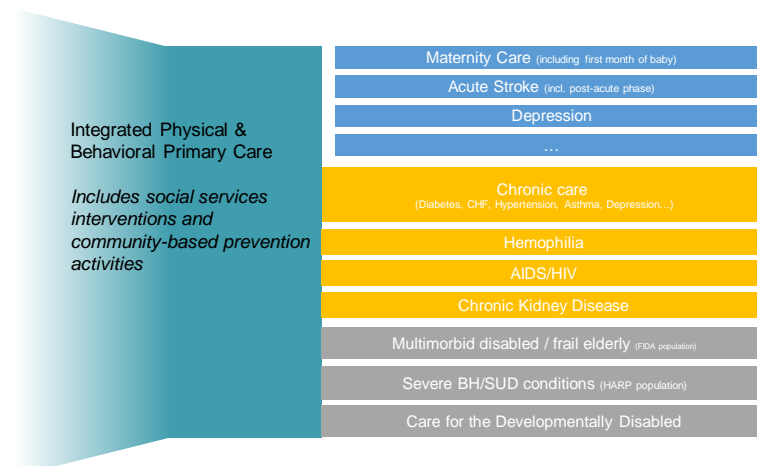 Integrated Physical &
Behavioral Primary Care
Includes social services
interventions and
community-based prevention
activities
Maternity Care (including first month of baby)
Acute Stroke (incl. post-acute phase)
Depression
…
Chronic care
(Diabetes, CHF, Hypertension, Asthma, Depression…)
Hemophilia
AIDS/HIV
Chronic Kidney Disease
Multimorbid disabled / frail elderly (FIDA population)
Severe BH/SUD conditions (HARP population)
Care for the Developmentally Disabled